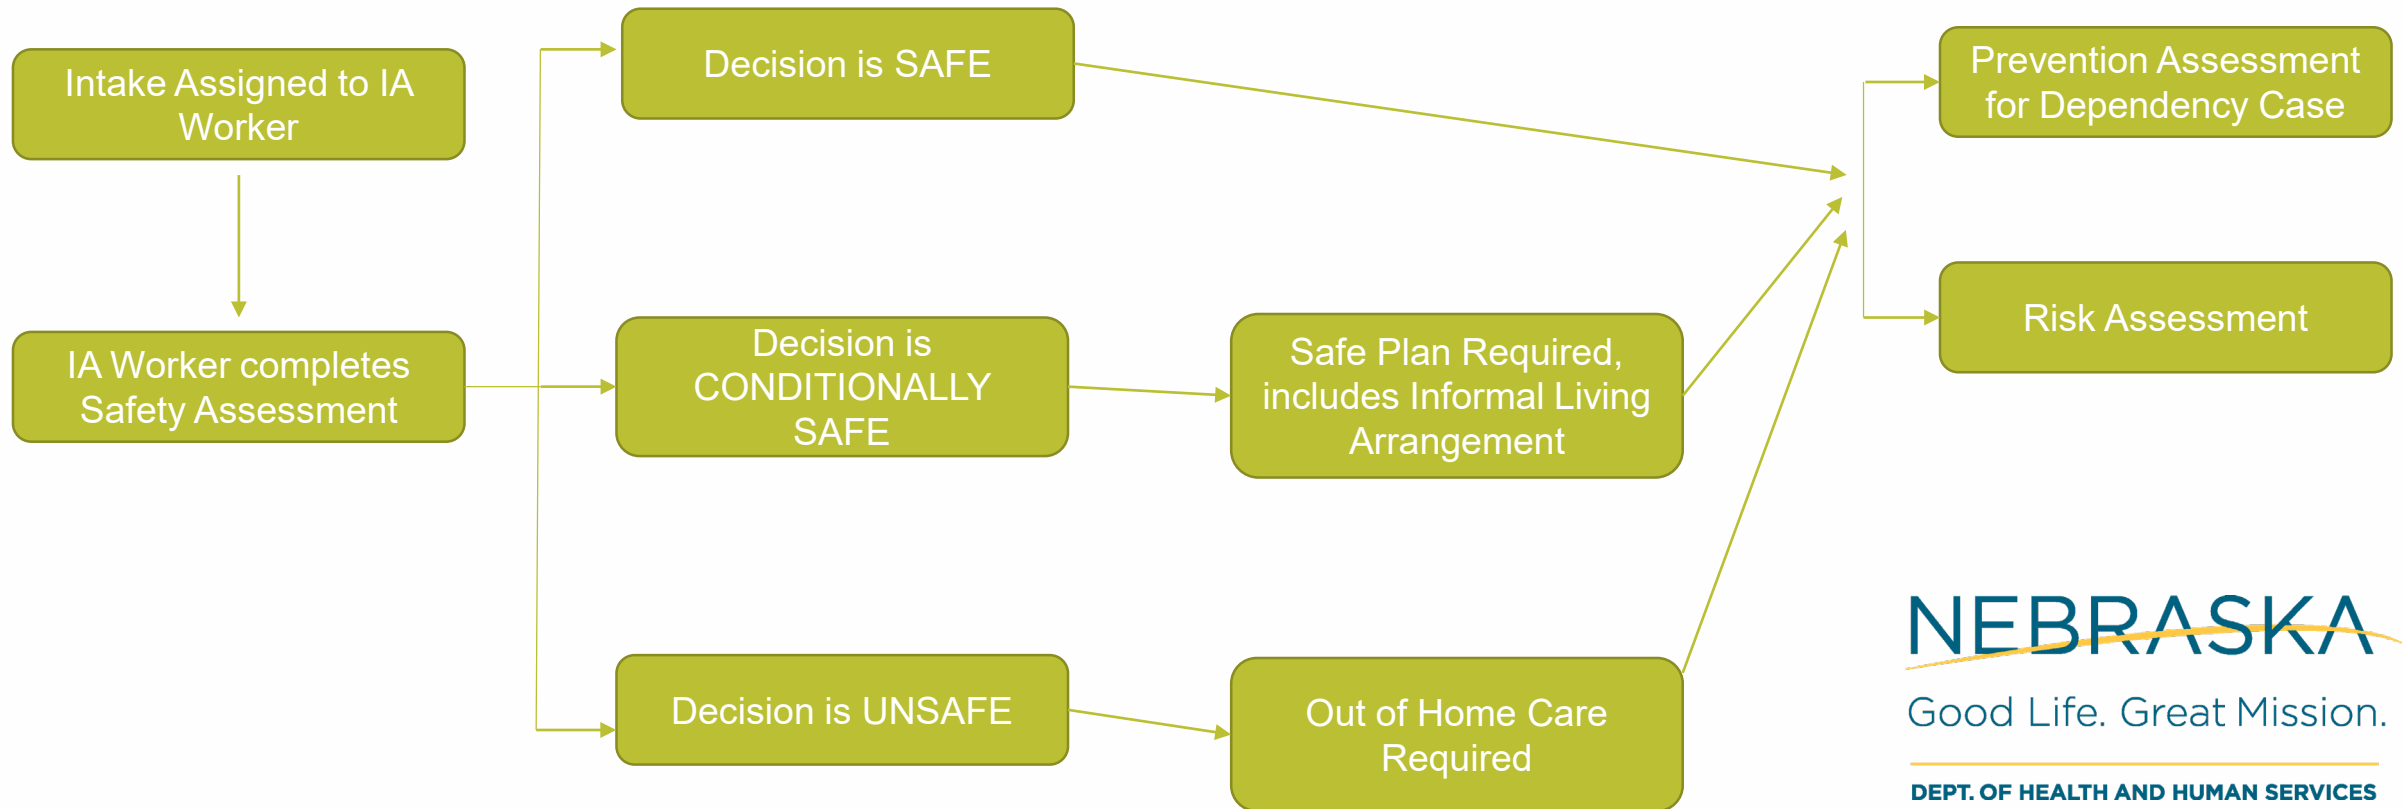 Intake Assigned to IA
Worker
IA Worker completes
Safety Assessment
Decision is SAFE
Decision is
CONDITIONALLY
SAFE
Decision is UNSAFE
Safe Plan Required,
includes Informal Living
Arrangement
Out of Home Care
Required
Prevention Assessment
for Dependency Case
Risk Assessment
NEBRASKA
Good Life. Great Mission.
DEPT. OF HEALTH AND HUMAN SERVICES